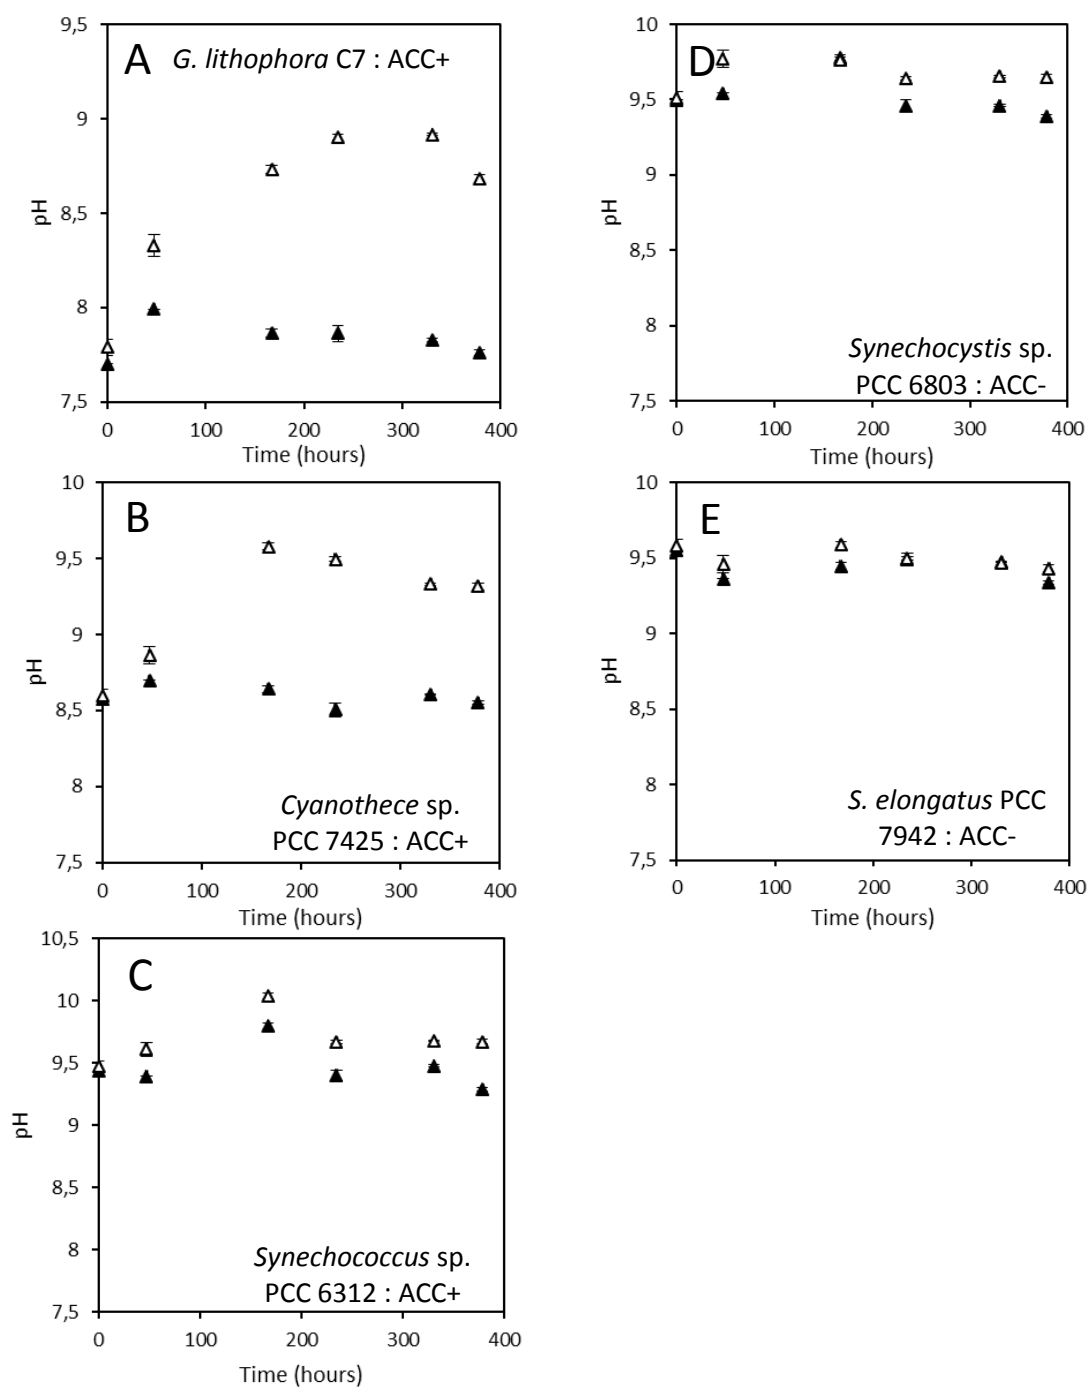 9,5
A
G. lithophora C7 : ACC+
9
8,5
pH
8
7,5
0 100 200 300 400
Time (hours)
10
B
9,5
9
pH
8,5
8
Cyanothece sp.
PCC 7425 : ACC+
7,5
0 100 200 300 400
Time (hours)
10,5
C
10
9,5
pH
9
8,5
8
Synechococcus sp.
PCC 6312 : ACC+
7,5
0 100 200 300 400
Time (hours)
10
D
9,5
9
pH
8,5
8
Synechocystis sp.
PCC 6803 : ACC-
7,5
0 100 200 300 400
Time (hours)
10
E
9,5
9
pH
8,5
8
S. elongatus PCC
7942 : ACC-
7,5
0 100 200 300 400
Time (hours)